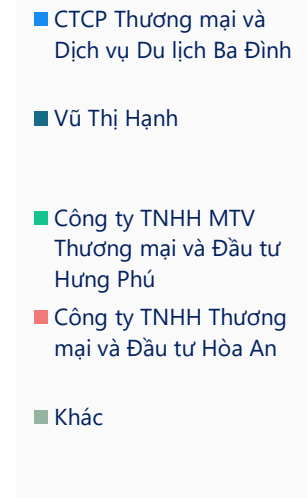 CTCP Thương mại và
Dịch vụ Du lịch Ba Đình
Vũ Thị Hạnh
Công ty TNHH MTV
Thương mại và Đầu tư
Hưng Phú
Công ty TNHH Thương
mại và Đầu tư Hòa An
Khác